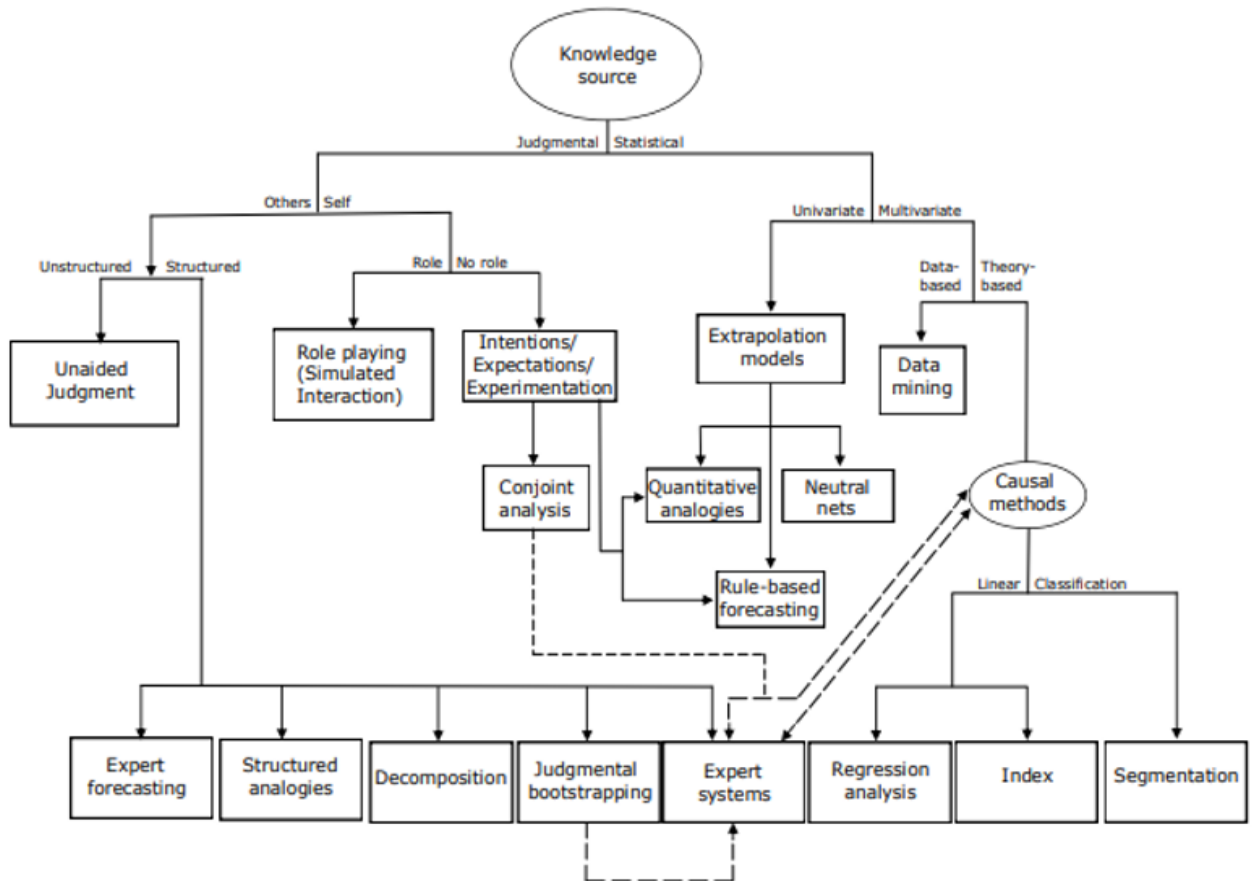 Knowledge
source
Judgmental Statistical
Others Self
Univariate Multivariate
Unstructured Structured
Role No role
Data-
based
Theory-
based
Unaided
Judgment
Role playing
(Simulated
Interaction)
Intentions/
Expectations/
Experimentation
Extrapolation
models
Data
mining
Conjoint
analysis
Quantitative
analogies
Neutral
nets
Causal
methods
Rule-based
forecasting
Linear Classification
Expert
forecasting
Structured
analogies
Decomposition
Judgmental
bootstrapping
Expert
systems
Regression
analysis
Index
Segmentation